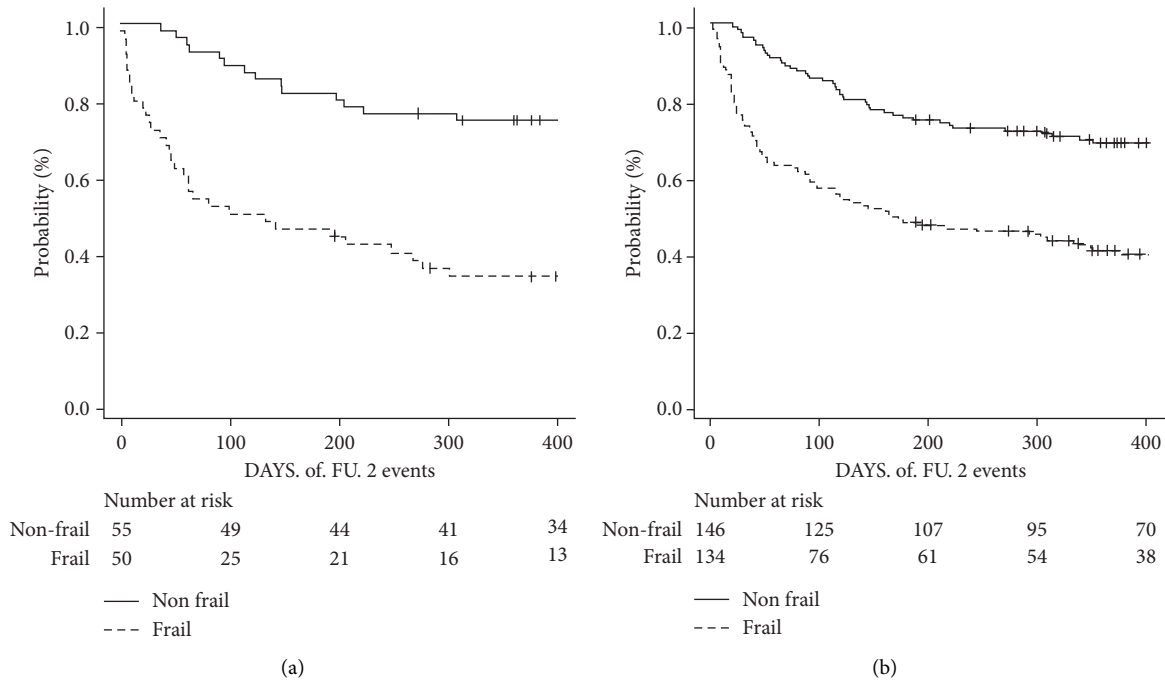 1.0
0.8
0.6
0.4
0.2
0.0
Probability (%)
0 100 200 300 400
DAYS. of. FU. 2 events
Number at risk
Non-frail 55 49 44 41 34
Frail 50 25 21 16 13
Non frail
Frail
(a)
1.0
0.8
0.6
0.4
0.2
0.0
Probability (%)
0 100 200 300 400
DAYS. of. FU. 2 events
Number at risk
Non-frail 146 125 107 95 70
Frail 134 76 61 54 38
Non frail
Frail
(b)